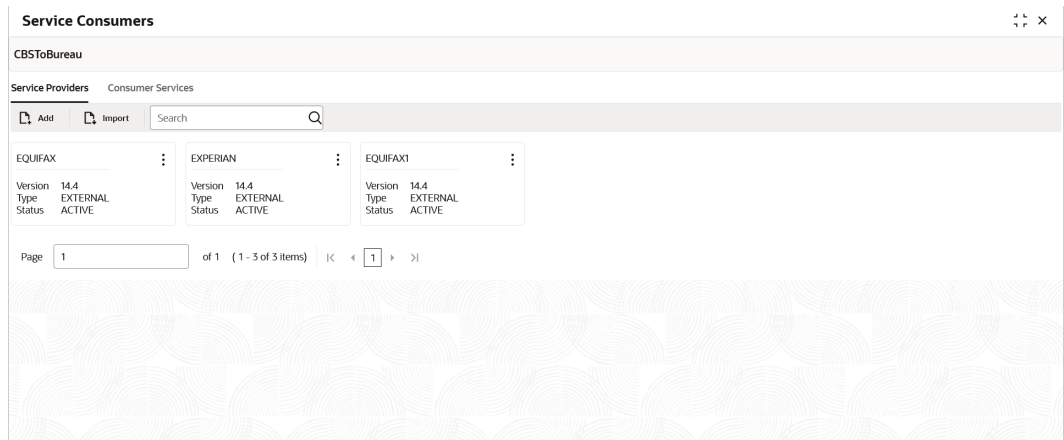 Service Consumers
CBSToBureau
Service Providers Consumer Services
Add Import Search
EQUIFAX EXPERIAN EQUIFAX1
Version 14.4 Version 14.4 Version 14.4
Type EXTERNAL Type EXTERNAL Type EXTERNAL
Status ACTIVE Status ACTIVE Status ACTIVE
Page 1 of 1 ( 1 - 3 of 3 items) 1